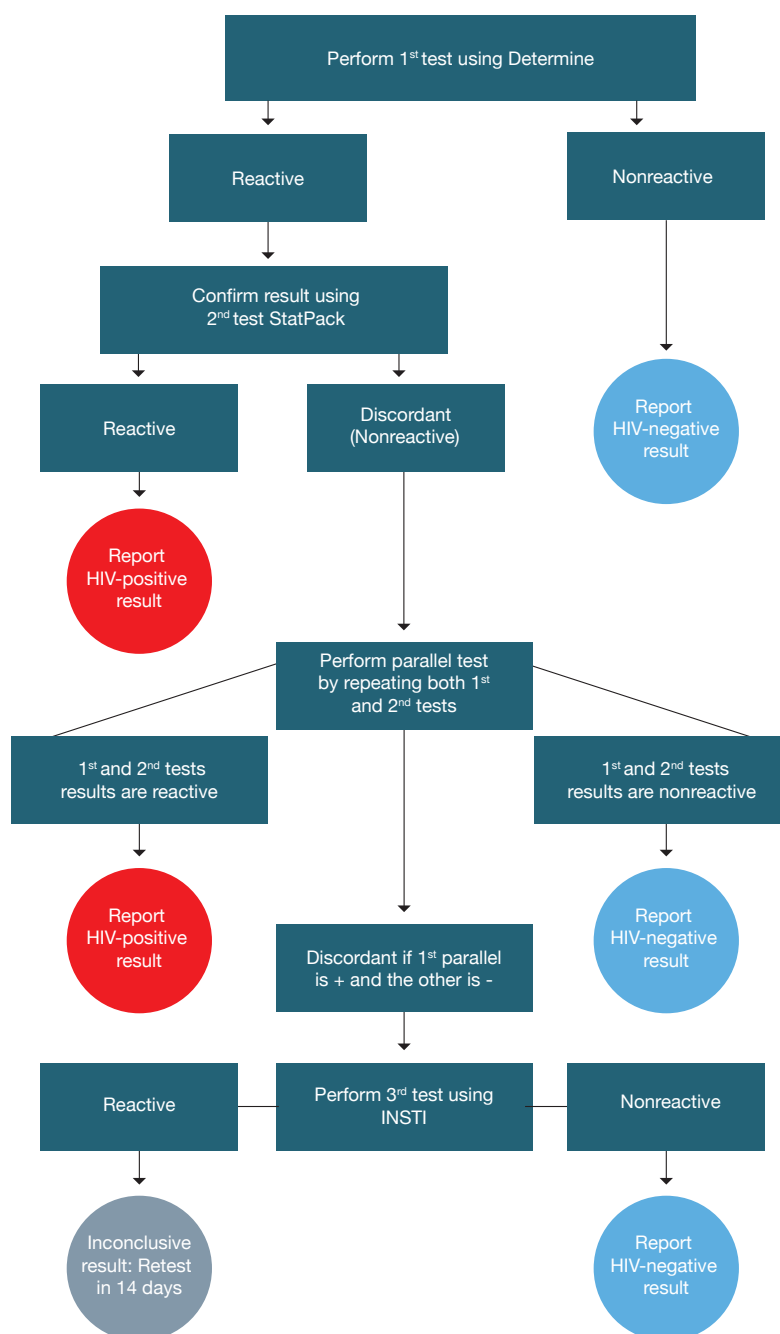 Perform 1st test using Determine
Reactive
Nonreactive
Confirm result using
2nd test StatPack
Reactive
Discordant
(Nonreactive)
Report
HIV-negative
result
Report
HIV-positive
result
Perform parallel test
by repeating both 1st
and 2nd tests
1st and 2nd tests
results are reactive
1st and 2nd tests
results are nonreactive
Report
HIV-positive
result
Discordant if 1st parallel
is + and the other is -
Report
HIV-negative
result
Reactive
Perform 3rd test using
INSTI
Nonreactive
Inconclusive
result: Retest
in 14 days
Report
HIV-negative
result